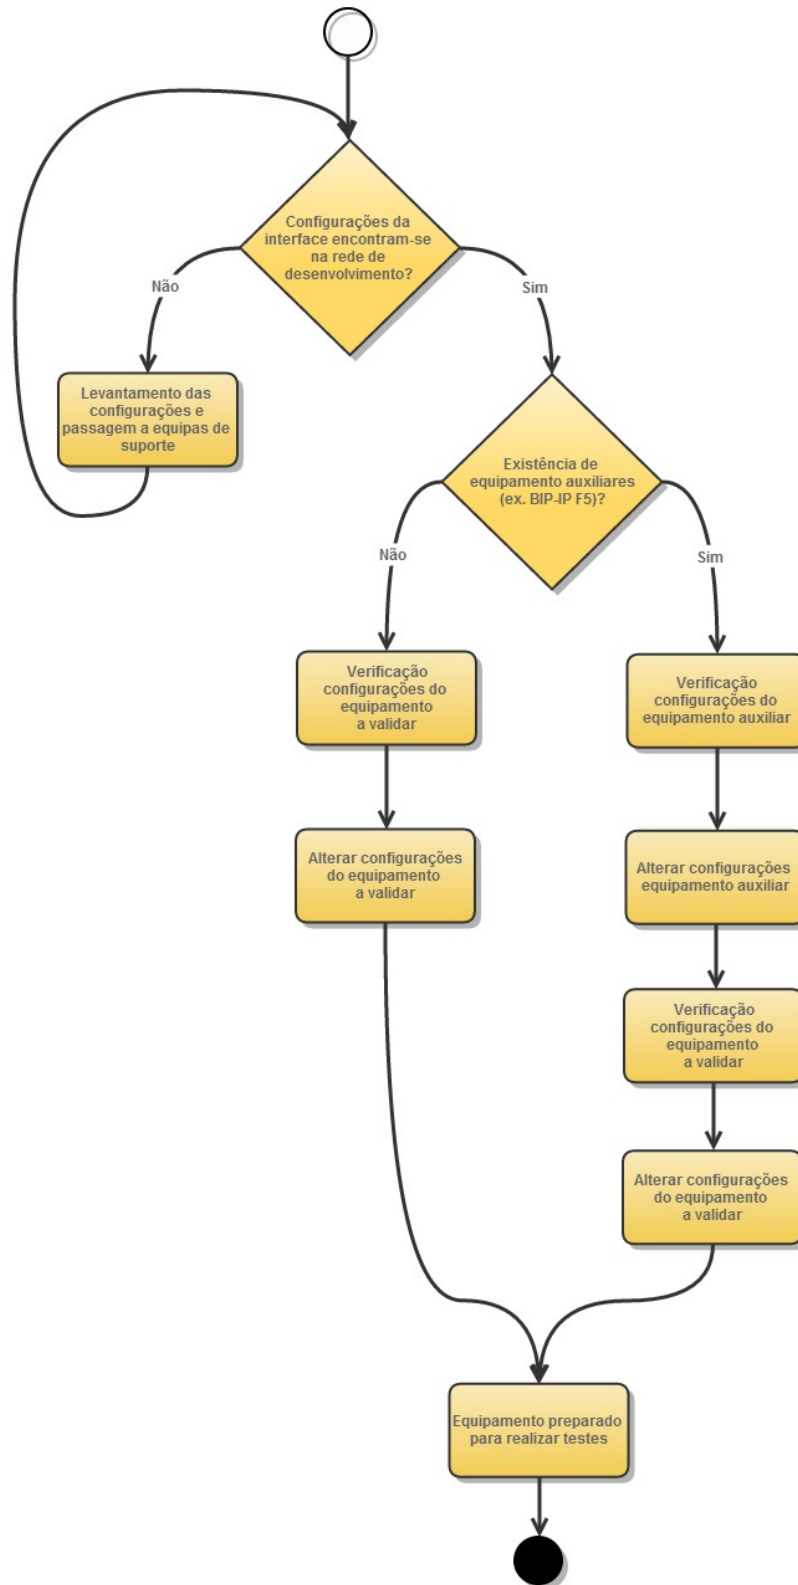 Configurações da
interface encontram-se
na rede de
desenvolvimento?
Não
Sim
Levantamento das
configurações e
passagem a equipas de
suporte
Existência de
equipamento auxiliares
(ex. BIP-IP F5)?
Não
Sim
Verificação
configurações do
equipamento
a validar
Verificação
configurações do
equipamento auxiliar
Alterar configurações
do equipamento
a validar
Alterar configurações
equipamento auxiliar
Verificação
configurações do
equipamento
a validar
Alterar configurações
do equipamento
a validar
Equipamento preparado
para realizar testes